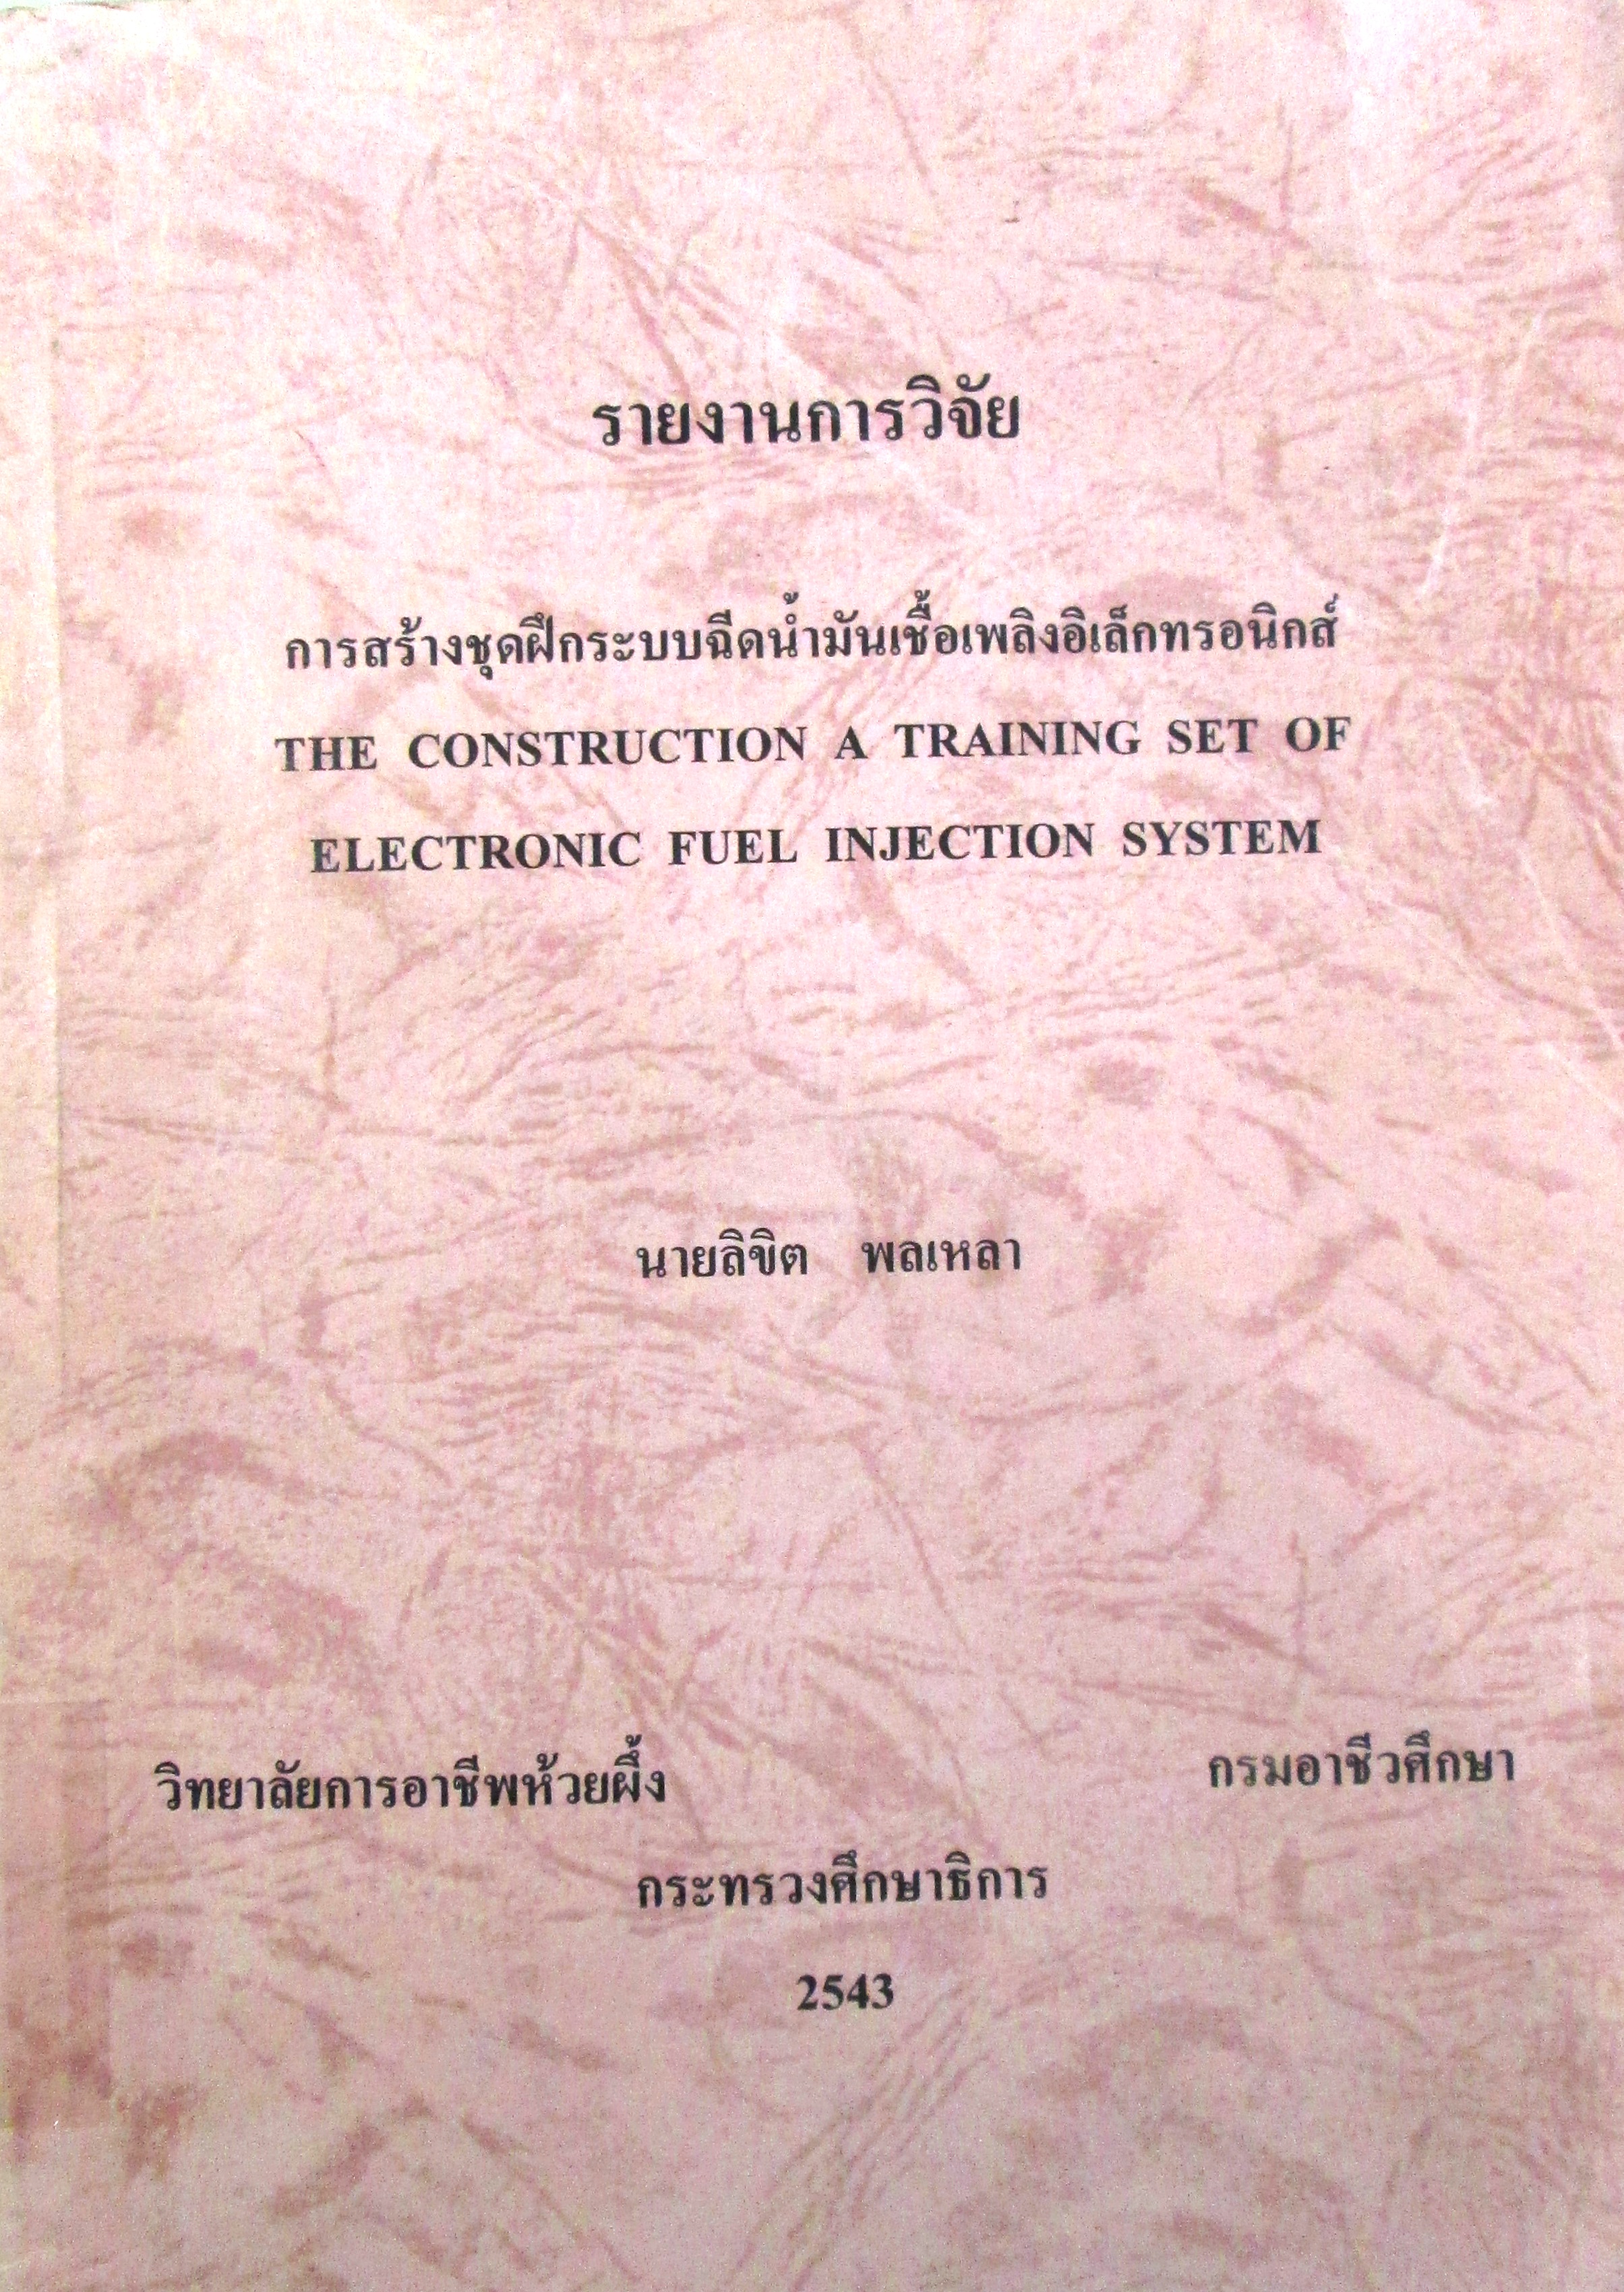 รายงานการวิจัย
การสร้างชุดฝึกระบบฉีดน้ำมันเชื้อเพลิงอิเล็กทรอนิกส์
THE CONSTRUCTION A TRAINING SET OF
ELECTRONIC FUEL INJECTION SYSTEM
นายลิขิต พลเหลา
วิทยาลัยการอาชีพห้วยผึ้ง กรมอาชีวศึกษา
กระทรวงศึกษาธิการ
2543